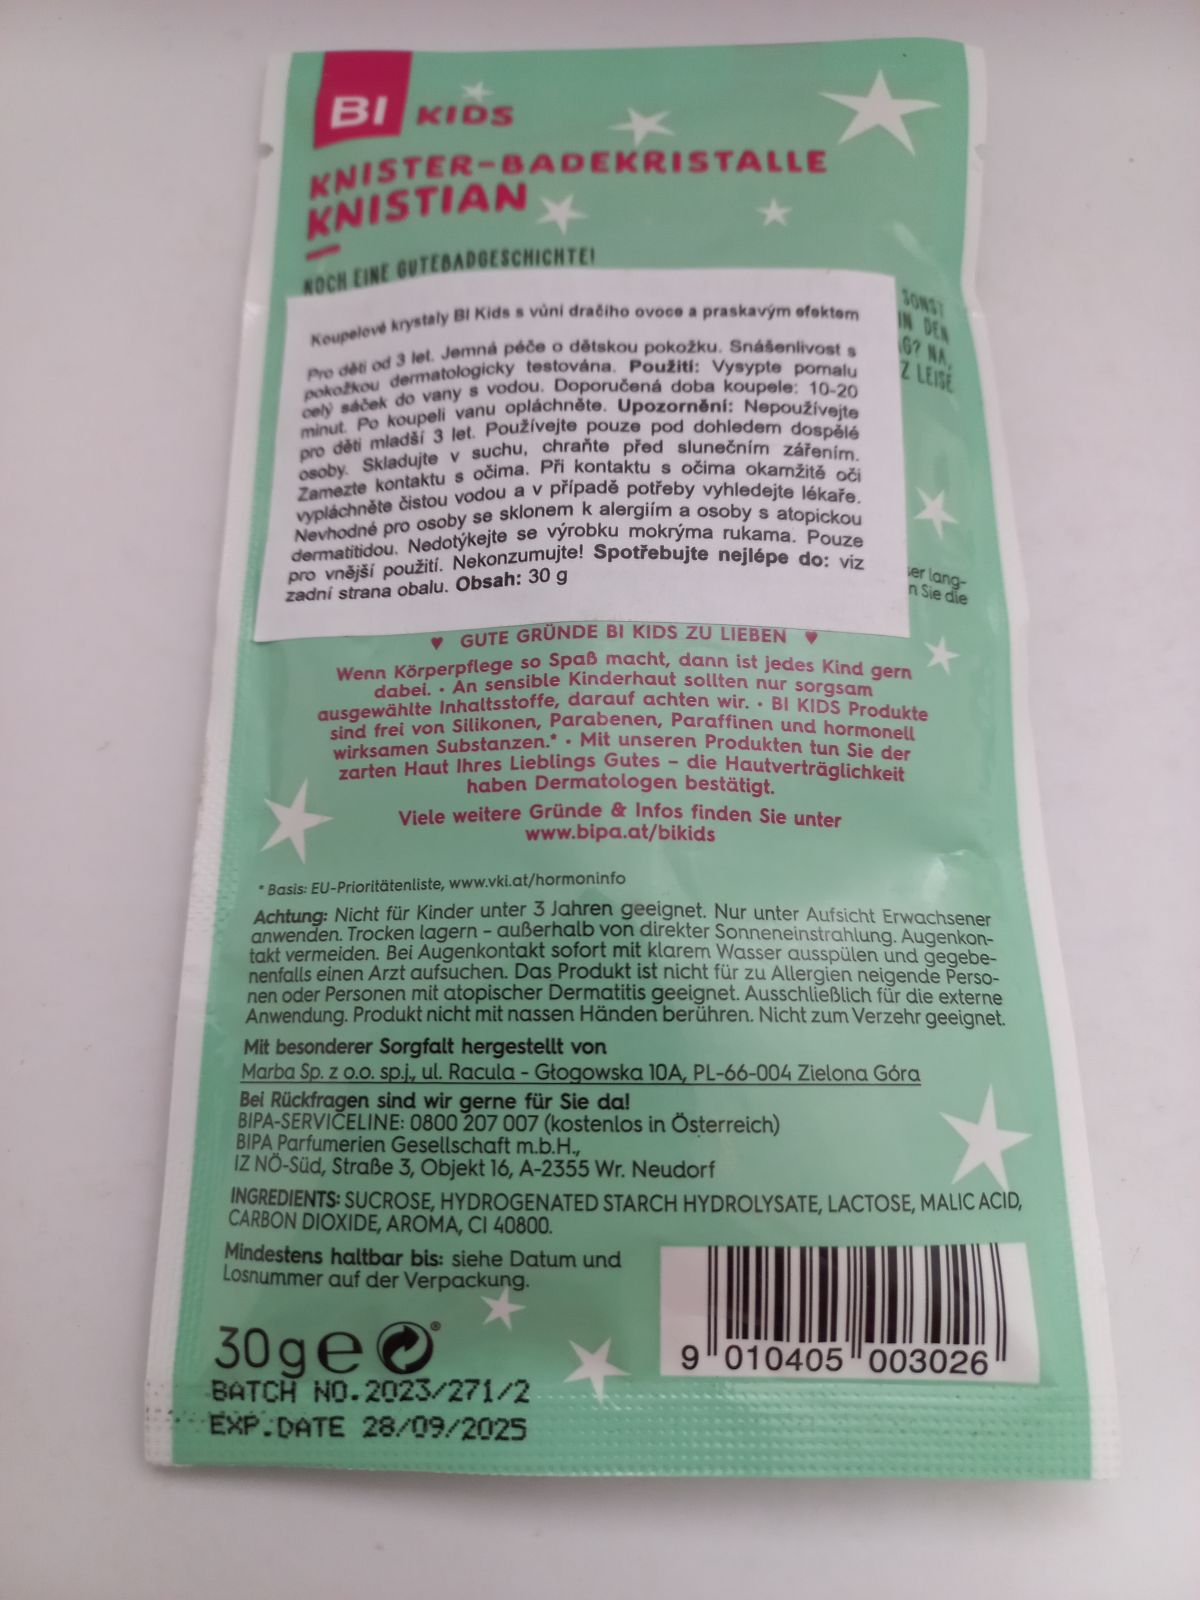 BI KIDS
KNISTER-BADEKRISTALLE
KNISTIAN
NOCH EINE GUTEBADGESCHICHTE!
SONST
IN DEN
G? NA,
Z LEISE
Koupelové krystaly BI Kids s vůní dračího ovoce a praskavým efektem
Pro děti od 3 let. Jemná péče o dětskou pokožku. Snášenlivost s
pokožkou dermatologicky testována. Použití: Vysypte pomalu
celý sáček do vany s vodou. Doporučená doba koupele: 10-20
minut. Po koupeli vanu opláchněte. Upozornění: Nepoužívejte
pro děti mladší 3 let. Používejte pouze pod dohledem dospělé
osoby. Skladujte v suchu, chraňte před slunečním zářením.
Zamezte kontaktu s očima. Při kontaktu s očima okamžitě oči
vypláchněte čistou vodou a v případě potřeby vyhledejte lékaře.
Nevhodné pro osoby se sklonem k alergiím a osoby s atopickou
dermatitidou. Nedotýkejte se výrobku mokrýma rukama. Pouze
pro vnější použití. Nekonzumujte! Spotřebujte nejlépe do: viz
zadní strana obalu. Obsah: 30 g
er lang-
n Sie die
♥ GUTE GRÜNDE BI KIDS ZU LIEBEN ♥
Wenn Körperpflege so Spaß macht, dann ist jedes Kind gern
dabei. • An sensible Kinderhaut sollten nur sorgsam
ausgewählte Inhaltsstoffe, darauf achten wir. • BI KIDS Produkte
sind frei von Silikonen, Parabenen, Paraffinen und hormonell
wirksamen Substanzen.* • Mit unseren Produkten tun Sie der
zarten Haut Ihres Lieblings Gutes – die Hautverträglichkeit
haben Dermatologen bestätigt.
Viele weitere Gründe & Infos finden Sie unter
www.bipa.at/bikids
* Basis: EU-Prioritätenliste, www.vki.at/hormoninfo
Achtung: Nicht für Kinder unter 3 Jahren geeignet. Nur unter Aufsicht Erwachsener
anwenden. Trocken lagern – außerhalb von direkter Sonneneinstrahlung. Augenkon-
takt vermeiden. Bei Augenkontakt sofort mit klarem Wasser ausspülen und gegebe-
nenfalls einen Arzt aufsuchen. Das Produkt ist nicht für zu Allergien neigende Perso-
nen oder Personen mit atopischer Dermatitis geeignet. Ausschließlich für die externe
Anwendung. Produkt nicht mit nassen Händen berühren. Nicht zum Verzehr geeignet.
Mit besonderer Sorgfalt hergestellt von
Marba Sp. z o.o. sp.j., ul. Racula - Głogowska 10A, PL-66-004 Zielona Góra
Bei Rückfragen sind wir gerne für Sie da!
BIPA-SERVICELINE: 0800 207 007 (kostenlos in Österreich)
BIPA Parfumerien Gesellschaft m.b.H.,
IZ NÖ-Süd, Straße 3, Objekt 16, A-2355 Wr. Neudorf
INGREDIENTS: SUCROSE, HYDROGENATED STARCH HYDROLYSATE, LACTOSE, MALIC ACID,
CARBON DIOXIDE, AROMA, CI 40800.
Mindestens haltbar bis: siehe Datum und
Losnummer auf der Verpackung.
30g e ®
9 010405 003026
BATCH NO.2023/271/2
EXP.DATE 28/09/2025